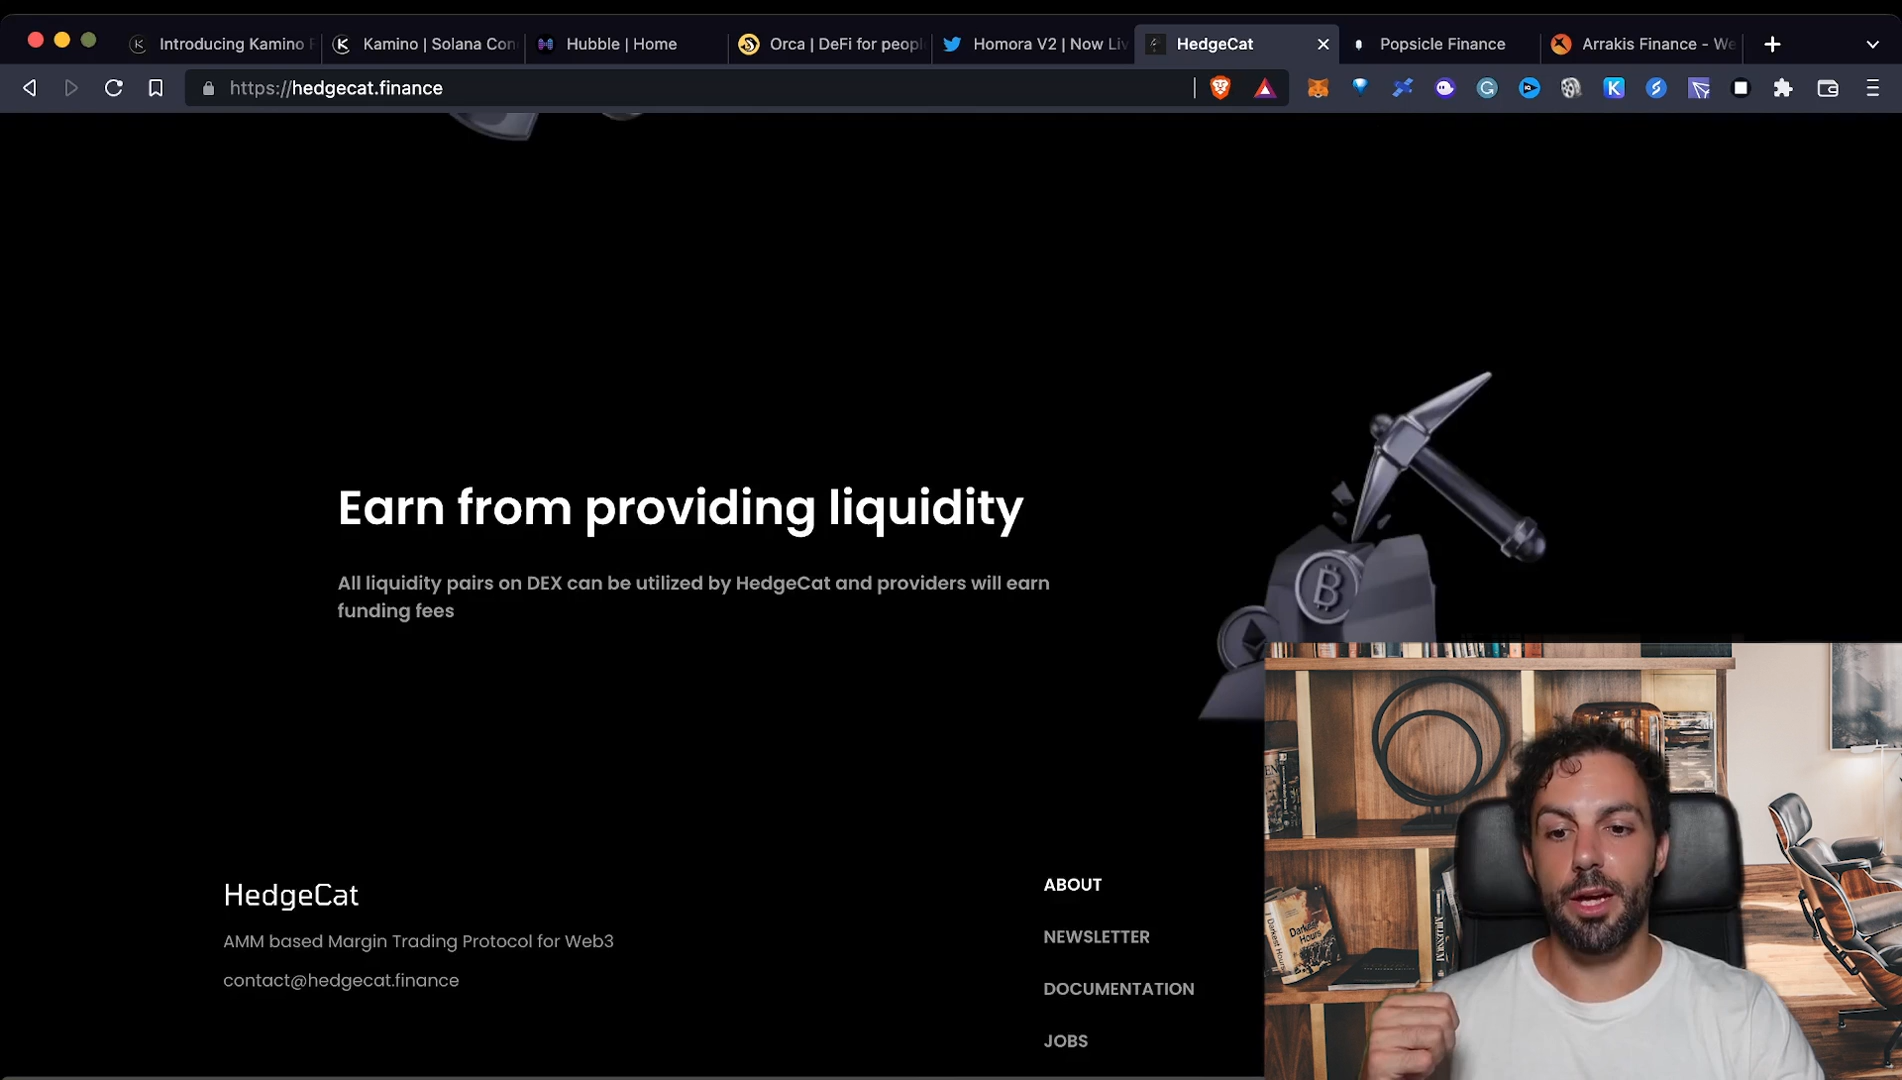 Introducing Kamino F
Kamino | Solana Con
Hubble | Home
Orca | DeFi for peopl
Homora V2 | Now Liv
HedgeCat
Popsicle Finance
Arrakis Finance - We
https://hedgecat.finance
Earn from providing liquidity
All liquidity pairs on DEX can be utilized by HedgeCat and providers will earn
funding fees
HedgeCat
AMM based Margin Trading Protocol for Web3
contact@hedgecat.finance
ABOUT
NEWSLETTER
DOCUMENTATION
JOBS
Darkest
Hours